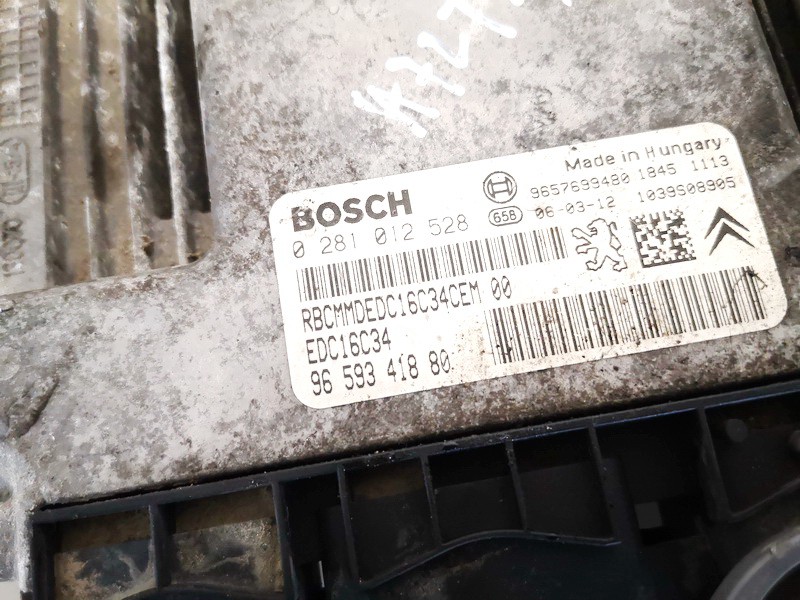 Made in Hungary
9657699480 1845 1113
BOSCH
0 281 012 528 658 06-03-12 1039S08905
RBCMMDEDC16C34CEM 00
EDC16C34
96 593 418 80